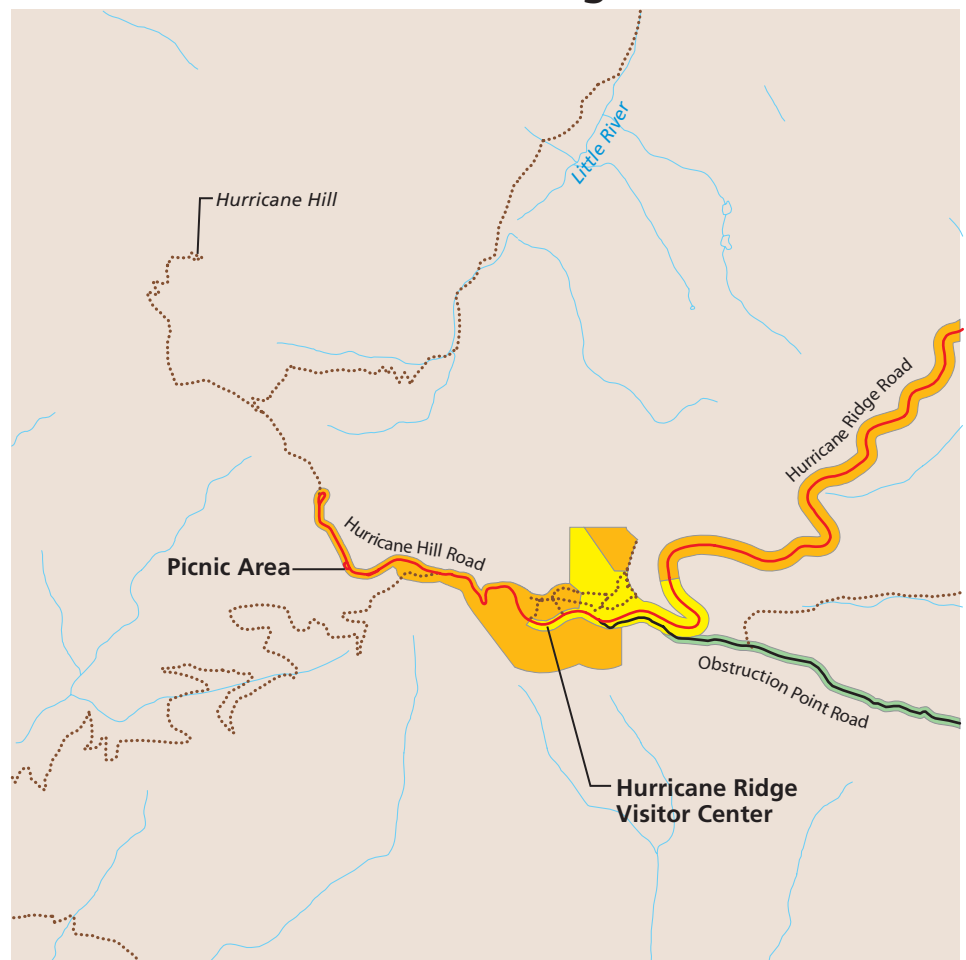 Little River
Hurricane Hill
Hurricane Ridge Road
Hurricane Hill Road
Picnic Area
Obstruction Point Road
Hurricane Ridge
Visitor Center